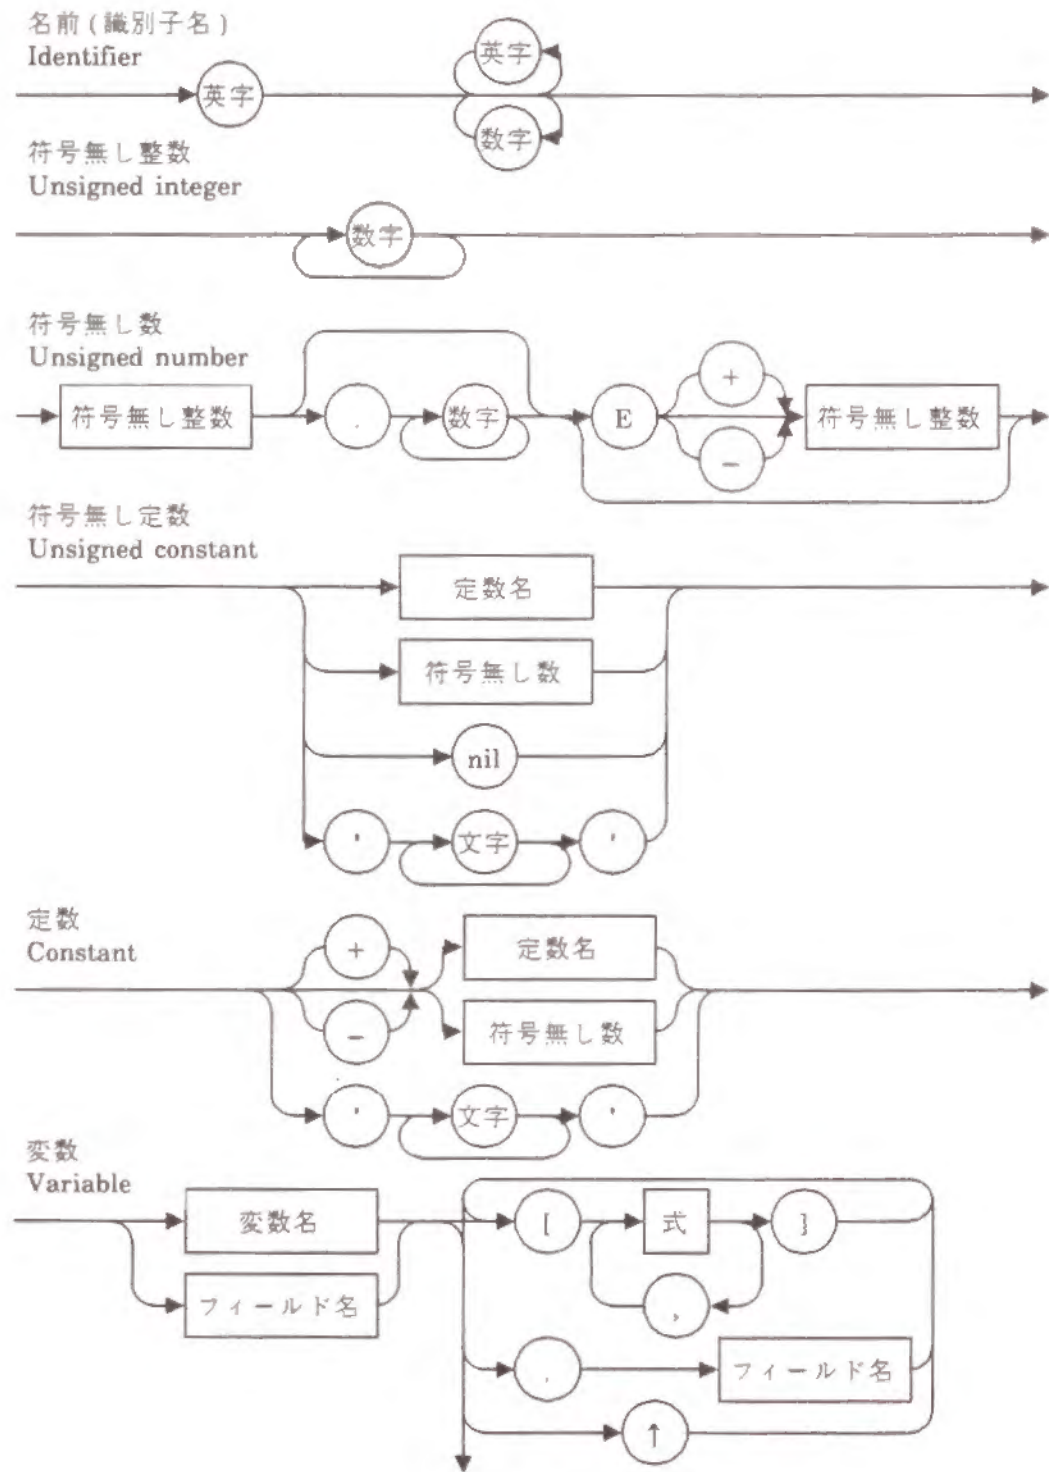 名前(識別子名)
Identifier
英字
英字
数字
符号無し整数
Unsigned integer
数字
符号無し数
Unsigned number
符号無し整数 . 数字 E + - 符号無し整数
符号無し定数
Unsigned constant
定数名
符号無し数
nil
' 文字 '
定数
Constant
+ 定数名
- 符号無し数
' 文字 '
変数
Variable
変数名 [ 式 ]
フィールド名 ,
. フィールド名
↑